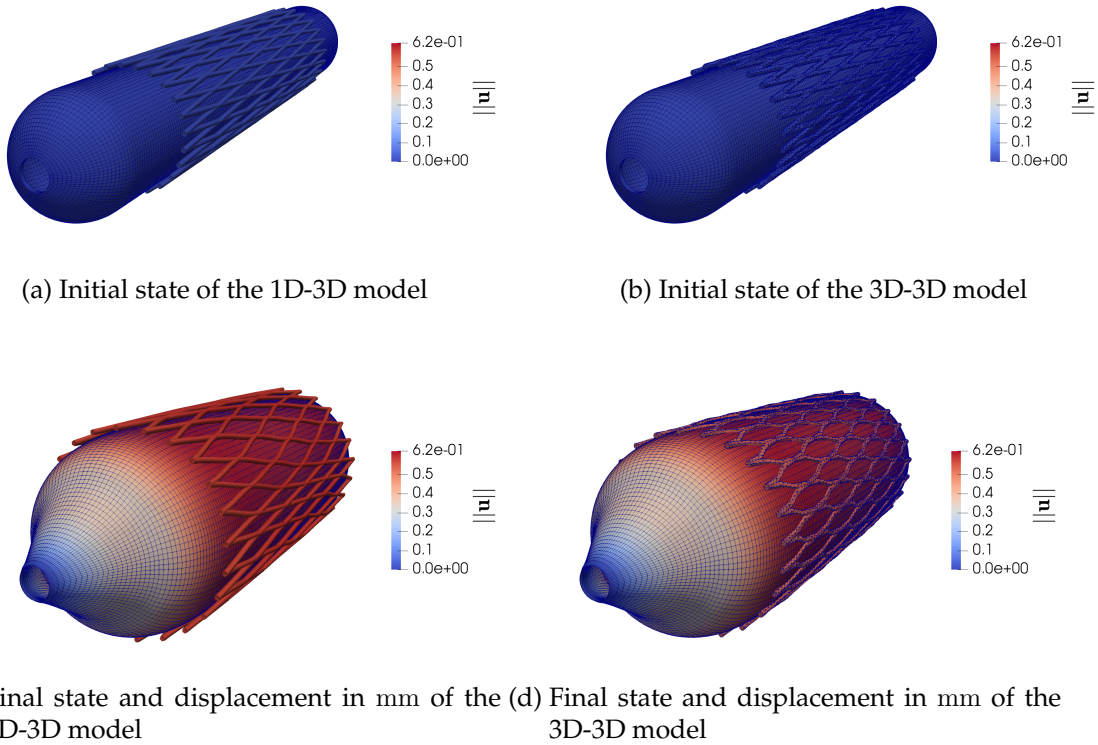 6.2e-01
0.5
0.4
0.3
0.2
0.1
0.0e+00
||u||
6.2e-01
0.5
0.4
0.3
0.2
0.1
0.0e+00
||u||
(a) Initial state of the 1D-3D model
(b) Initial state of the 3D-3D model
6.2e-01
0.5
0.4
0.3
0.2
0.1
0.0e+00
||u||
6.2e-01
0.5
0.4
0.3
0.2
0.1
0.0e+00
||u||
inal state and displacement in mm of the
D-3D model
(d) Final state and displacement in mm of the
3D-3D model